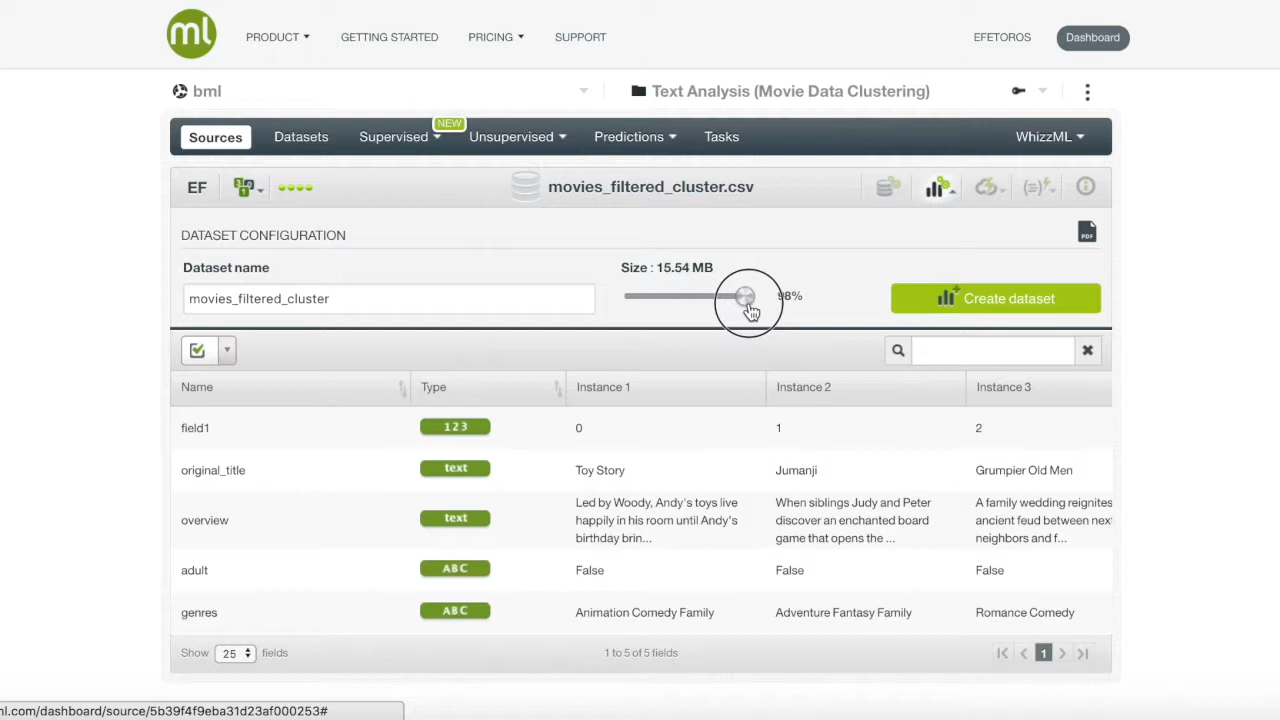 ml PRODUCT GETTING STARTED PRICING SUPPORT EFETOROS Dashboard
bml Text Analysis (Movie Data Clustering)
NEW
Sources Datasets Supervised Unsupervised Predictions Tasks WhizzML
EF movies_filtered_cluster.csv
DATASET CONFIGURATION PDF
Dataset name Size : 15.54 MB
movies_filtered_cluster 98% Create dataset
Name Type Instance 1 Instance 2 Instance 3
field1 123 0 1 2
original_title text Toy Story Jumanji Grumpier Old Men
overview text Led by Woody, Andy's toys live happily in his room until Andy's birthday brin... When siblings Judy and Peter discover an enchanted board game that opens the ... A family wedding reignites ancient feud between next neighbors and f...
adult ABC False False False
genres ABC Animation Comedy Family Adventure Fantasy Family Romance Comedy
Show 25 fields 1 to 5 of 5 fields 1
ml.com/dashboard/source/5b39f4f9eba31d23af000253#